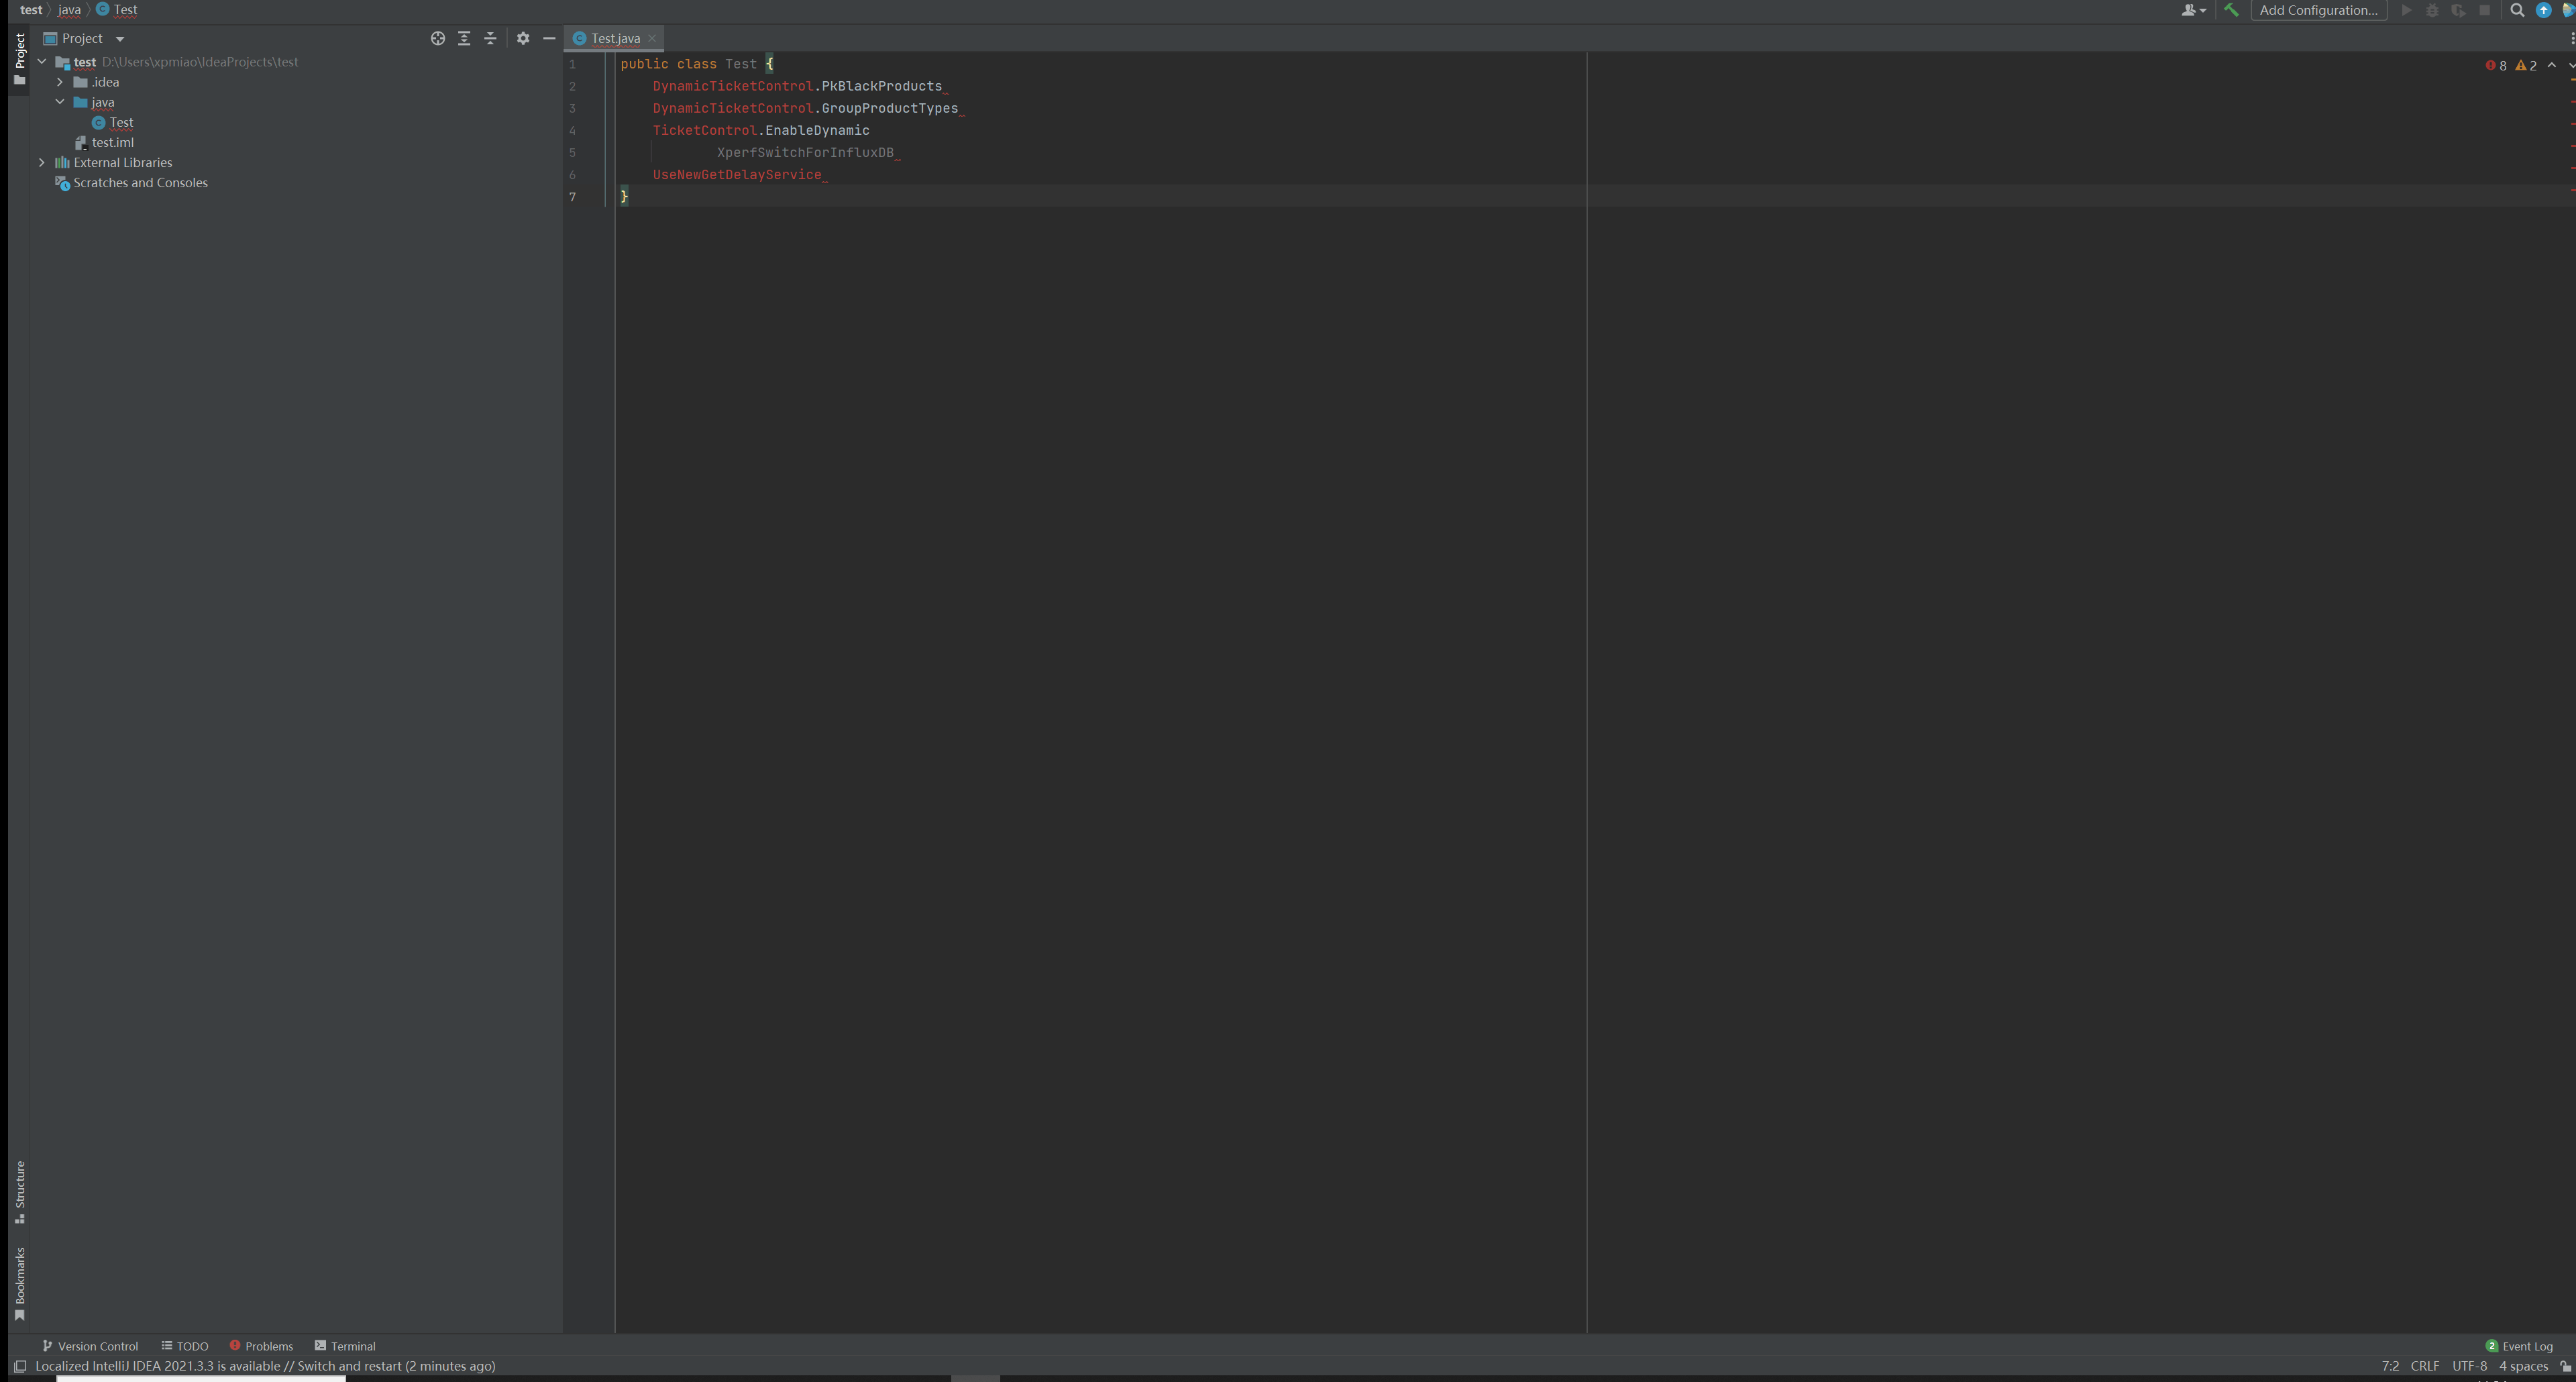 test java Test
Add Configuration...
Project
Project
Test.java
test D:\Users\xpmiao\IdeaProjects\test
.idea
java
Test
test.iml
External Libraries
Scratches and Consoles
1 public class Test {
2 DynamicTicketControl.PkBlackProducts
3 DynamicTicketControl.GroupProductTypes
4 TicketControl.EnableDynamic
5 XperfSwitchForInfluxDB
6 UseNewGetDelayService
7 }
8 2
Structure
Bookmarks
Version Control TODO Problems Terminal
2 Event Log
Localized IntelliJ IDEA 2021.3.3 is available // Switch and restart (2 minutes ago)
7:2 CRLF UTF-8 4 spaces